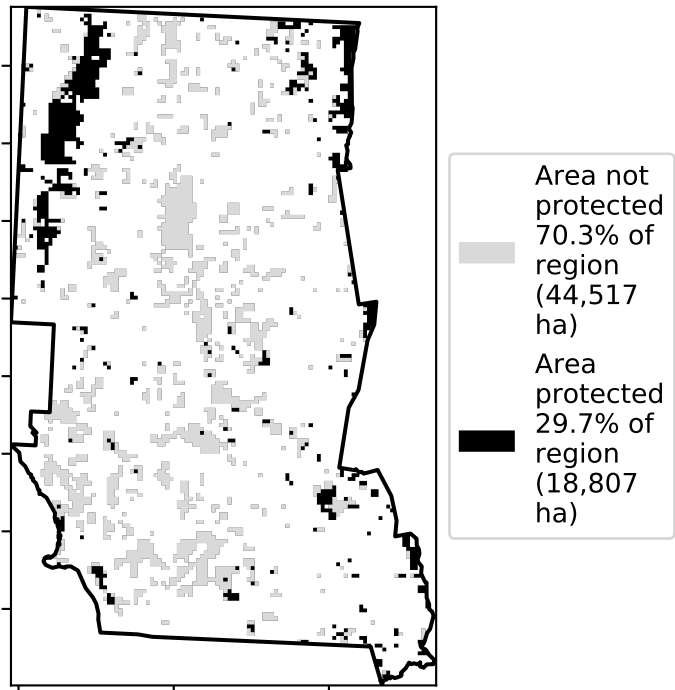 Area not
protected
70.3% of
region
(44,517
ha)
Area
protected
29.7% of
region
(18,807
ha)